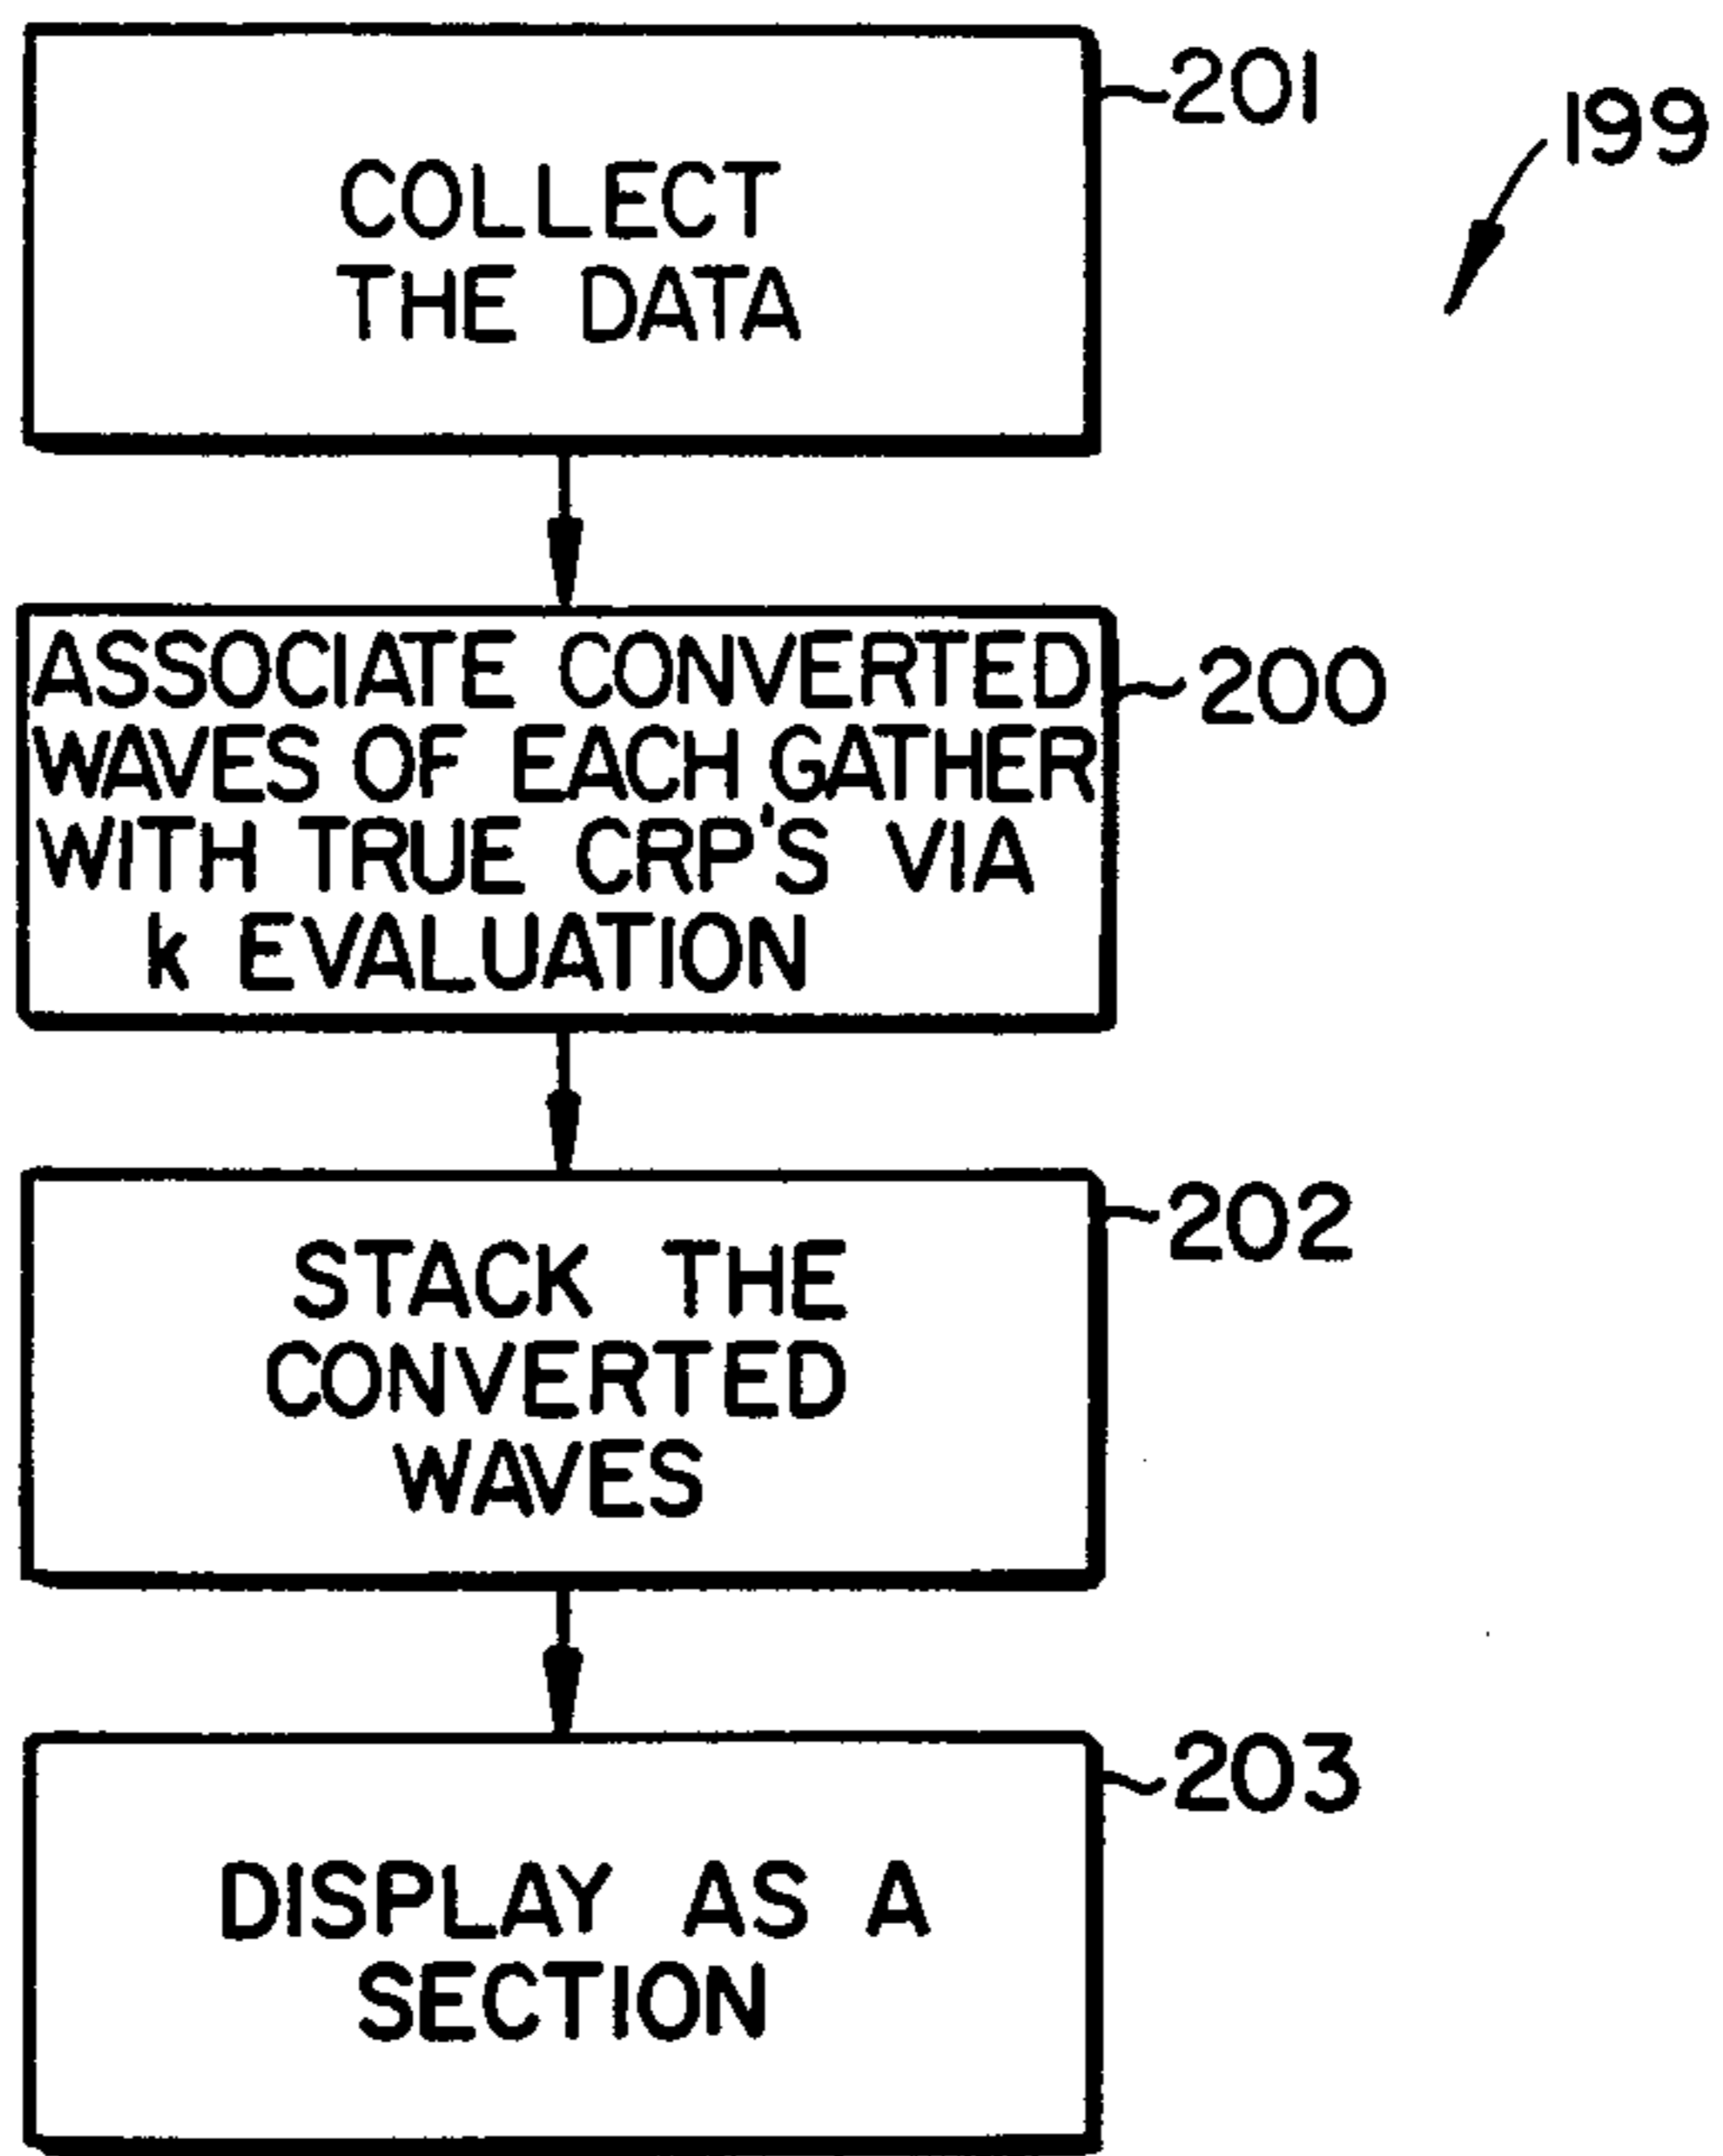 201
199
COLLECT
THE DATA
ASSOCIATE CONVERTED
WAVES OF EACH GATHER
WITH TRUE CRP'S VIA
k EVALUATION
200
STACK THE
CONVERTED
WAVES
202
DISPLAY AS A
SECTION
203